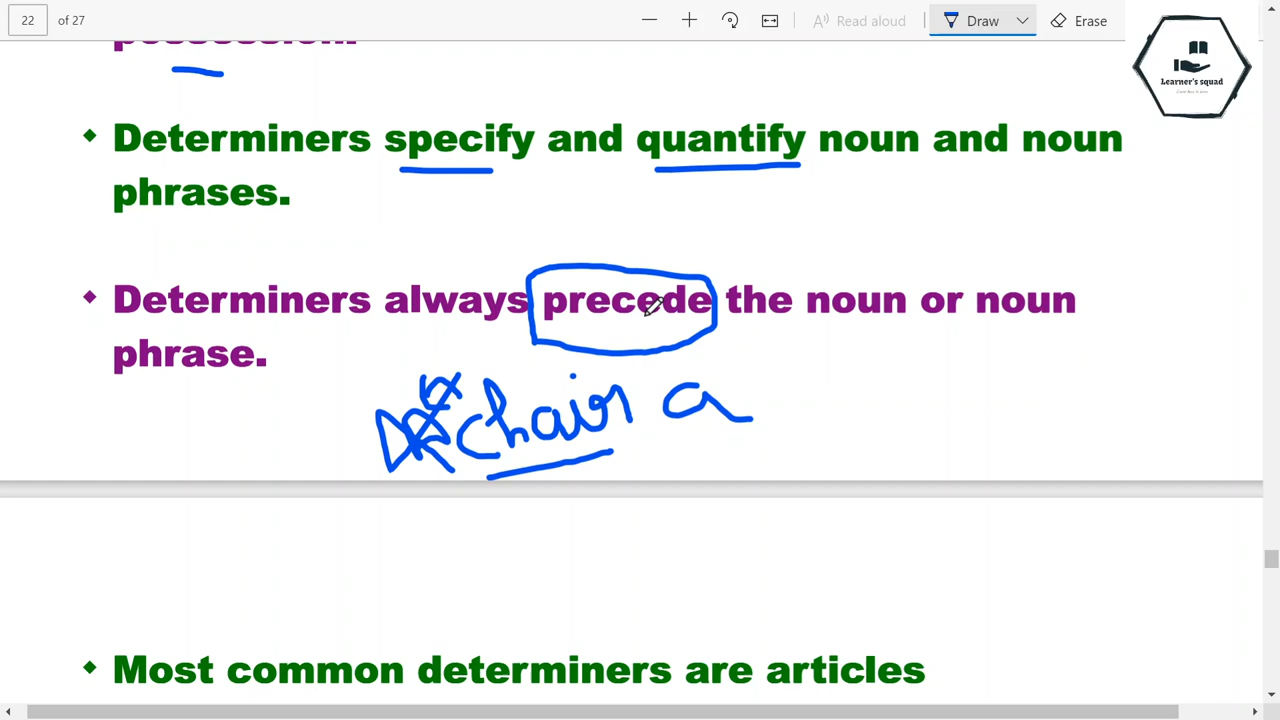 22 of 27 Read aloud Draw Erase
possession.
Learner's squad
Determiners specify and quantify noun and noun
phrases.
Determiners always precede the noun or noun
phrase.
chair a
Most common determiners are articles